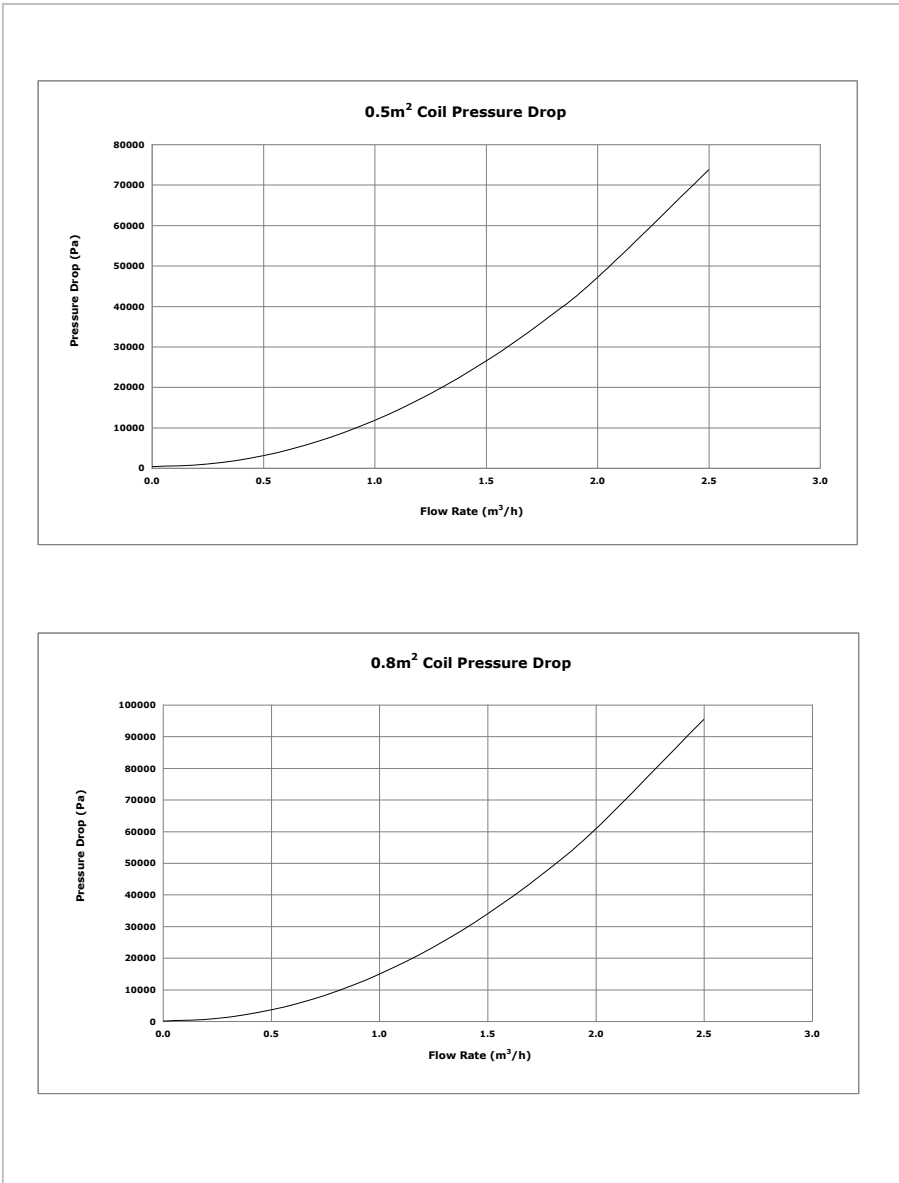 0.5m² Coil Pressure Drop
80000
70000
60000
50000
40000
30000
20000
10000
0
Pressure Drop (Pa)
0.0 0.5 1.0 1.5 2.0 2.5 3.0
Flow Rate (m³/h)
0.8m² Coil Pressure Drop
100000
90000
80000
70000
60000
50000
40000
30000
20000
10000
0
Pressure Drop (Pa)
0.0 0.5 1.0 1.5 2.0 2.5 3.0
Flow Rate (m³/h)